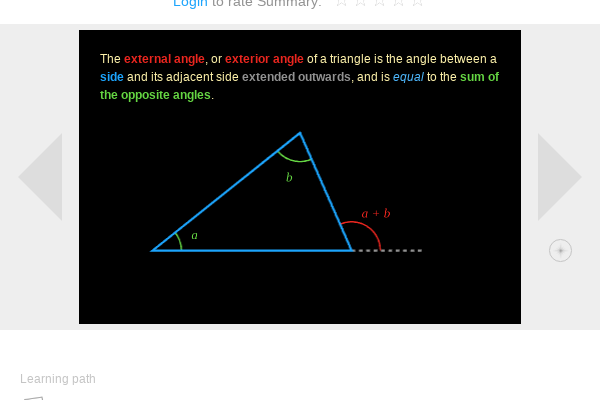 Login to rate Summary:
The external angle, or exterior angle of a triangle is the angle between a
side and its adjacent side extended outwards, and is equal to the sum of
the opposite angles.
b
a + b
a
Learning path